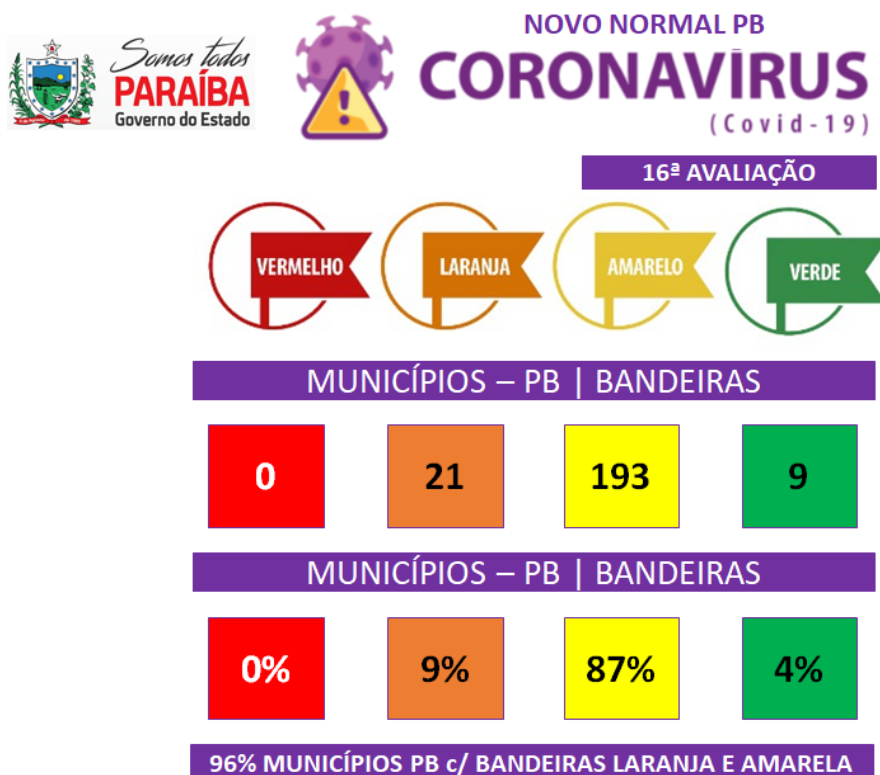 Somos todos
PARAÍBA
Governo do Estado
NOVO NORMAL PB
CORONAVÍRUS
(Covid-19)
16ª AVALIAÇÃO
VERMELHO
LARANJA
AMARELO
VERDE
MUNICÍPIOS – PB | BANDEIRAS
0
21
193
9
MUNICÍPIOS – PB | BANDEIRAS
0%
9%
87%
4%
96% MUNICÍPIOS PB c/ BANDEIRAS LARANJA E AMARELA